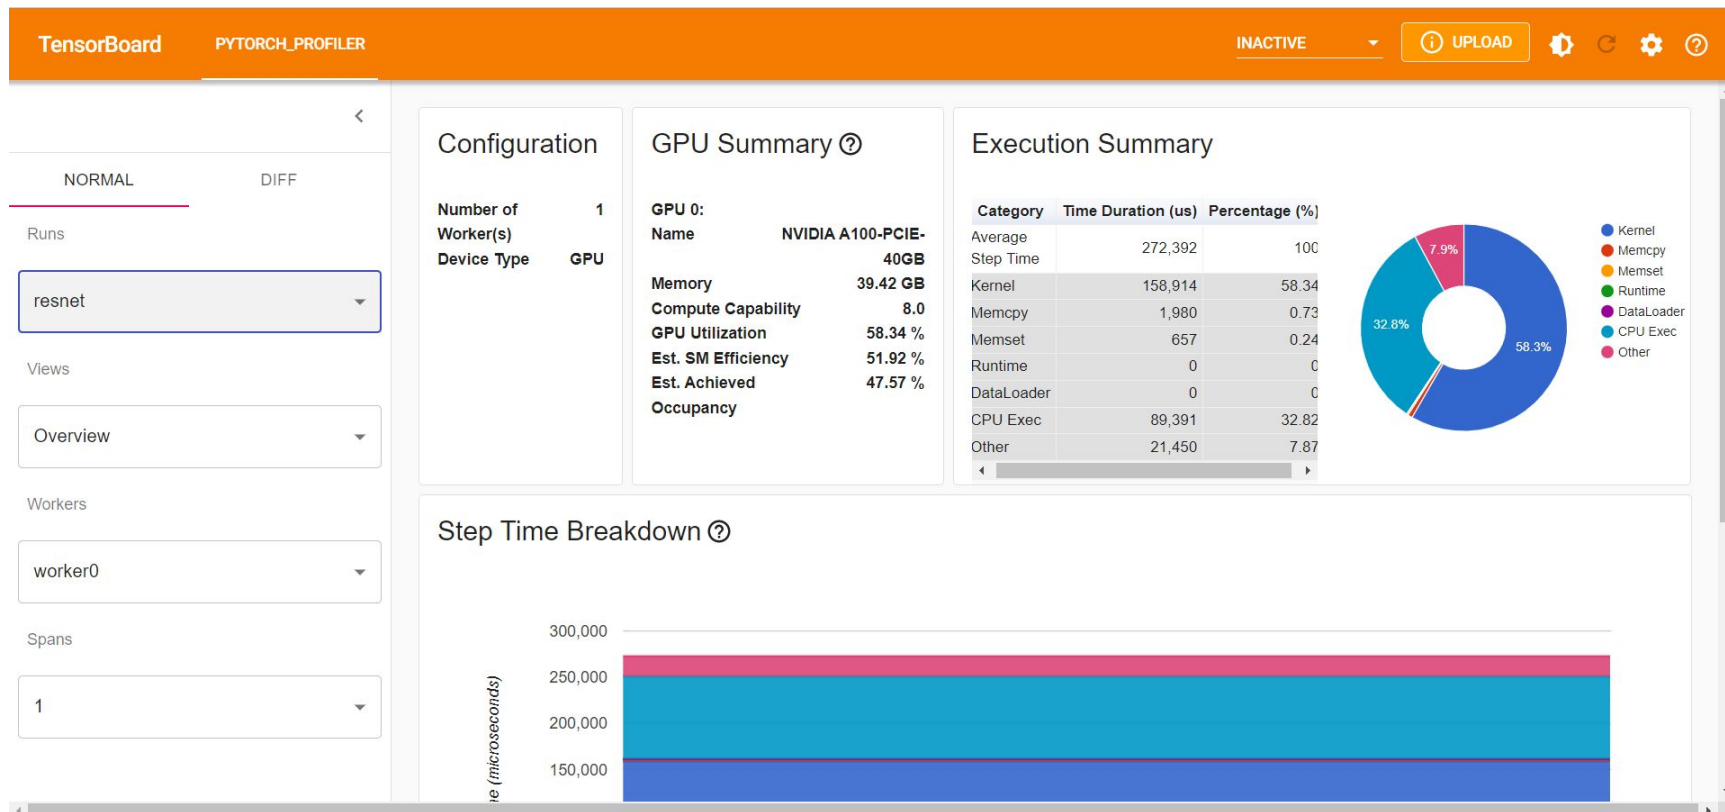 TensorBoard PYTORCH_PROFILER INACTIVE UPLOAD
NORMAL DIFF
Runs
resnet
Views
Overview
Workers
worker0
Spans
1
Configuration
Number of Worker(s) 1
Device Type GPU
GPU Summary
GPU 0:
Name NVIDIA A100-PCIE-40GB
Memory 39.42 GB
Compute Capability 8.0
GPU Utilization 58.34 %
Est. SM Efficiency 51.92 %
Est. Achieved Occupancy 47.57 %
Execution Summary
Category Time Duration (us) Percentage (%)
Average Step Time 272,392 100
Kernel 158,914 58.34
Memcpy 1,980 0.73
Memset 657 0.24
Runtime 0 0
DataLoader 0 0
CPU Exec 89,391 32.82
Other 21,450 7.87
7.9%
32.8%
58.3%
Kernel
Memcpy
Memset
Runtime
DataLoader
CPU Exec
Other
Step Time Breakdown
300,000
250,000
200,000
150,000
(microseconds)